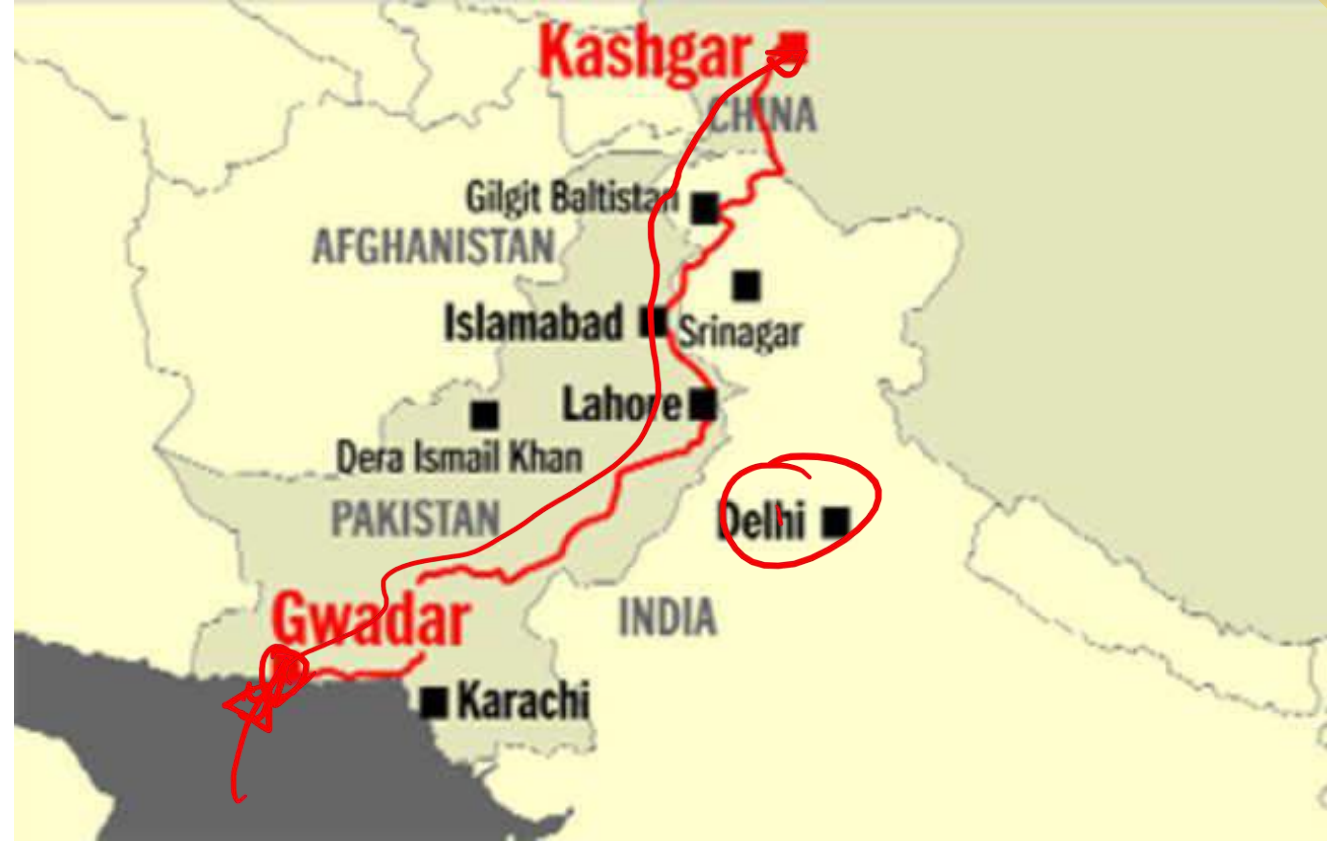 Kashgar
CHINA
Gilgit Baltistan
AFGHANISTAN
Islamabad
Srinagar
Lahore
Dera Ismail Khan
PAKISTAN
Delhi
Gwadar
INDIA
Karachi